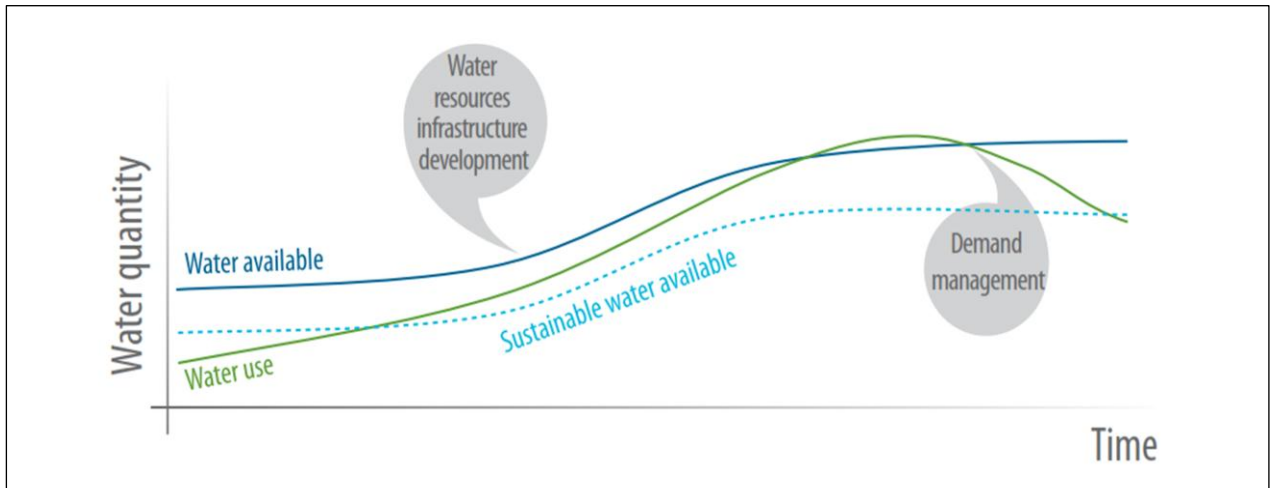 Water
resources
infrastructure
development
Water quantity
Water available
Sustainable water available
Water use
Demand
management
Time